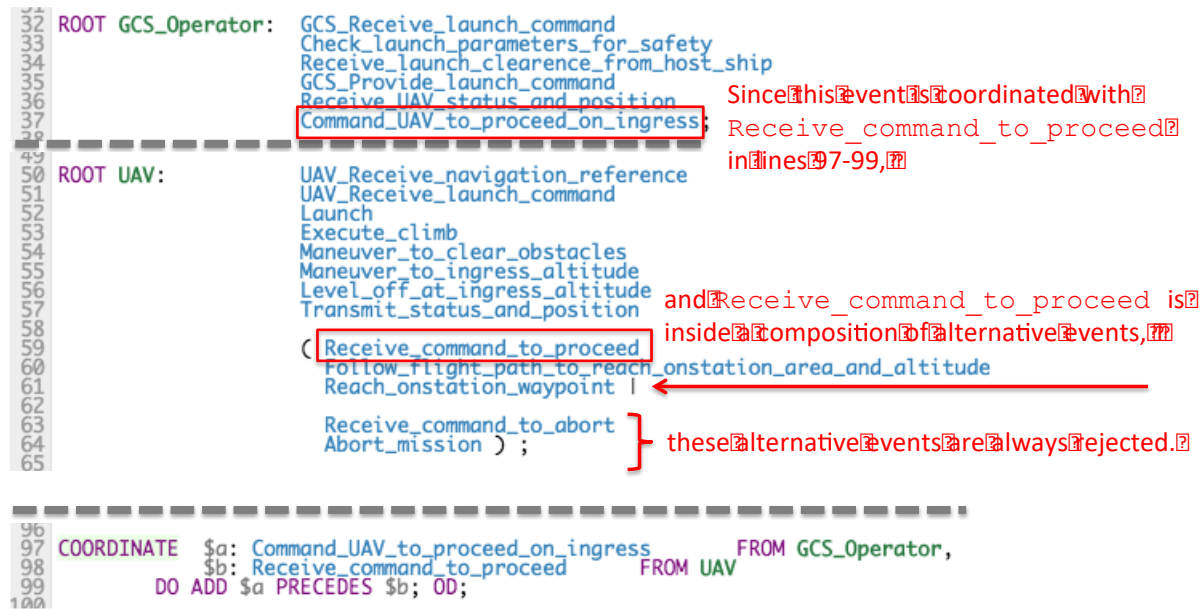 32 ROOT GCS_Operator: GCS_Receive_launch_command
33 Check_launch_parameters_for_safety
34 Receive_launch_clearence_from_host_ship
35 GCS_Provide_launch_command
36 Receive_UAV_status_and_position
37 Command_UAV_to_proceed_on_ingress;
38
Since this event is coordinated with
Receive_command_to_proceed
in lines 97-99,
49
50 ROOT UAV: UAV_Receive_navigation_reference
51 UAV_Receive_launch_command
52 Launch
53 Execute_climb
54 Maneuver_to_clear_obstacles
55 Maneuver_to_ingress_altitude
56 Level_off_at_ingress_altitude
57 Transmit_status_and_position
58
59 ( Receive_command_to_proceed
60 Follow_flight_path_to_reach_onstation_area_and_altitude
61 Reach_onstation_waypoint |
62
63 Receive_command_to_abort
64 Abort_mission ) ;
65
and Receive_command_to_proceed is
inside a composition of alternative events,
these alternative events are always rejected.
96
97 COORDINATE $a: Command_UAV_to_proceed_on_ingress FROM GCS_Operator,
98 $b: Receive_command_to_proceed FROM UAV
99 DO ADD $a PRECEDES $b; OD;
100